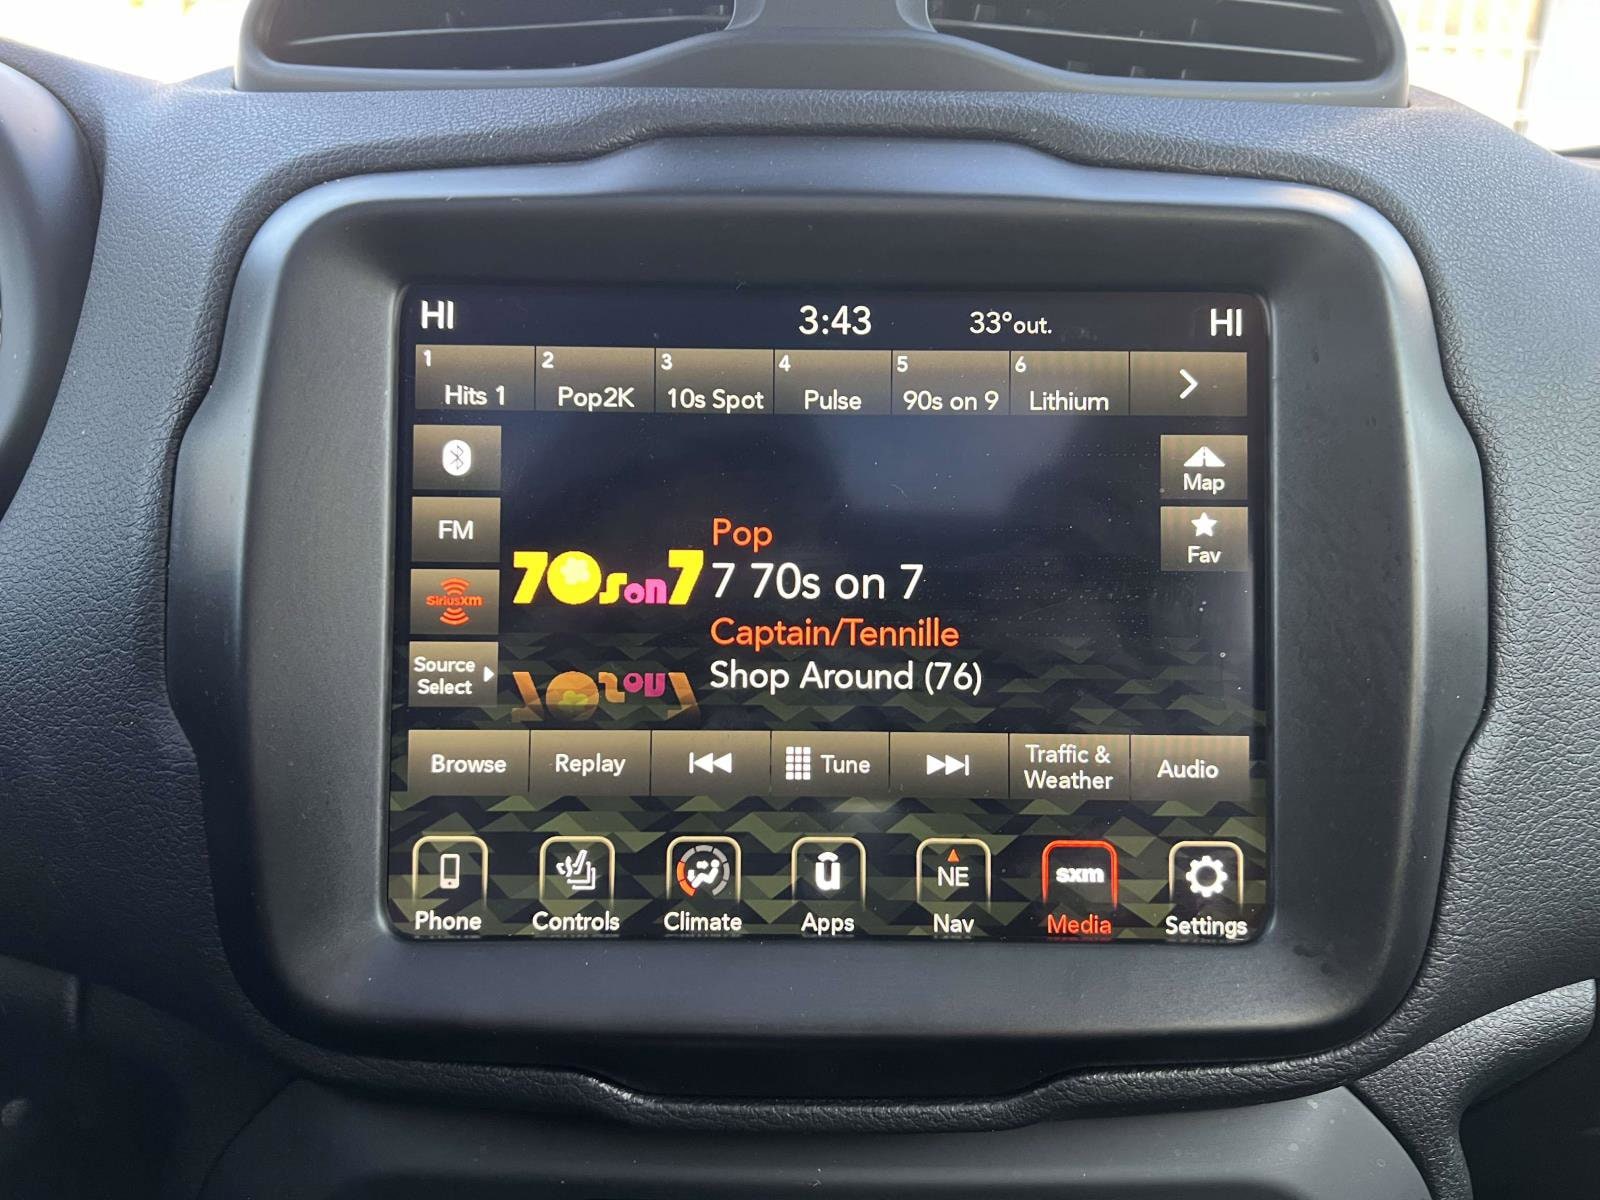 HI 3:43 33° out. HI
1 2 3 4 5 6
Hits 1 Pop2K 10s Spot Pulse 90s on 9 Lithium
Map
FM
Fav
Pop
70s on 7 7 70s on 7
siriusxm
Captain/Tennille
Source
Select
Shop Around (76)
Browse Replay Tune Traffic & Weather Audio
NE sxm
Phone Controls Climate Apps Nav Media Settings